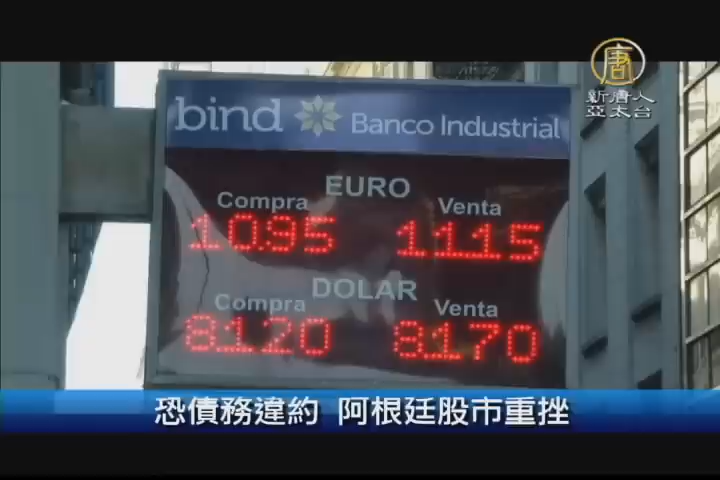 唐
新唐人
亞太台
bind Banco Industrial
EURO
Compra Venta
10.95 11.15
DOLAR
Compra Venta
8.120 8.170
恐債務違約 阿根廷股市重挫